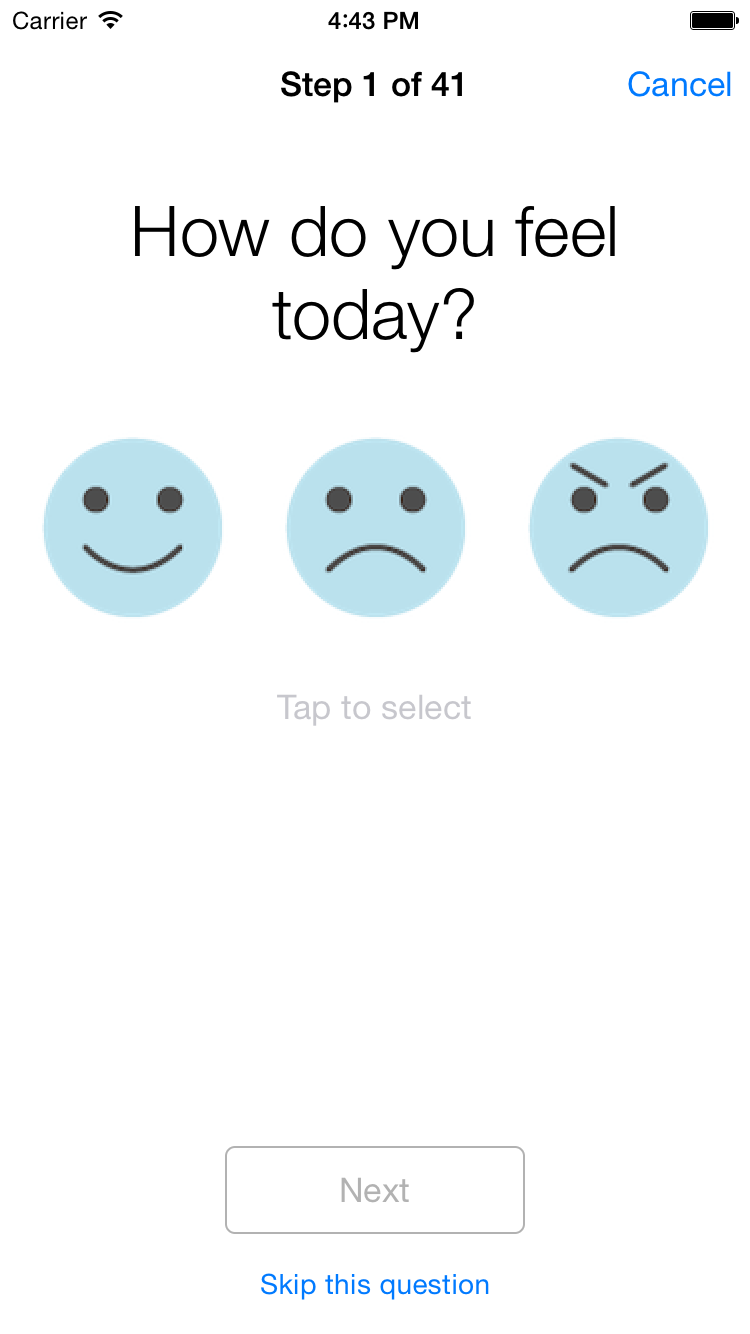 Carrier 4:43 PM
Step 1 of 41 Cancel
How do you feel
today?
Tap to select
Next
Skip this question